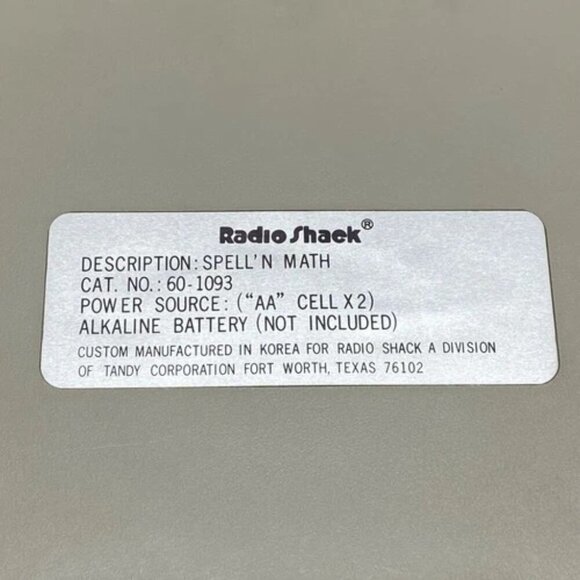 Radio Shack®
DESCRIPTION: SPELL'N MATH
CAT. NO.: 60-1093
POWER SOURCE: ("AA" CELL X 2)
ALKALINE BATTERY (NOT INCLUDED)
CUSTOM MANUFACTURED IN KOREA FOR RADIO SHACK A DIVISION
OF TANDY CORPORATION FORT WORTH, TEXAS 76102